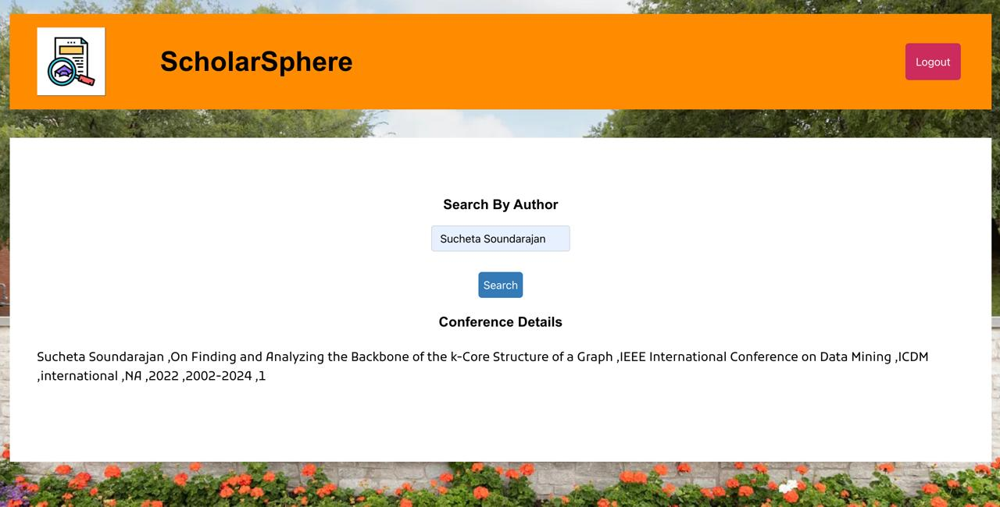 ScholarSphere
Logout
Search By Author
Sucheta Soundarajan
Search
Conference Details
Sucheta Soundarajan ,On Finding and Analyzing the Backbone of the k-Core Structure of a Graph ,IEEE International Conference on Data Mining ,ICDM
,international ,NA ,2022 ,2002-2024 ,1